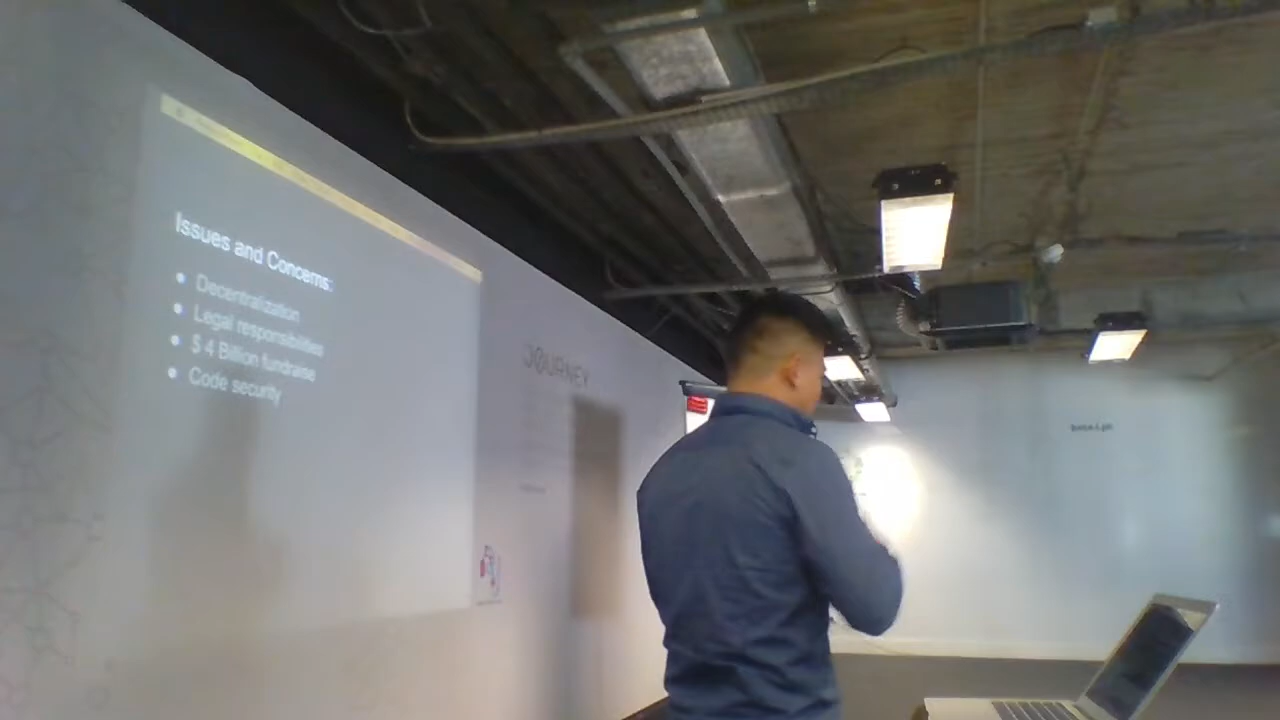 Issues and Concerns:
Decentralization
Legal responsibilities
$ 4 Billion fundraise
Code security
JOURNEY